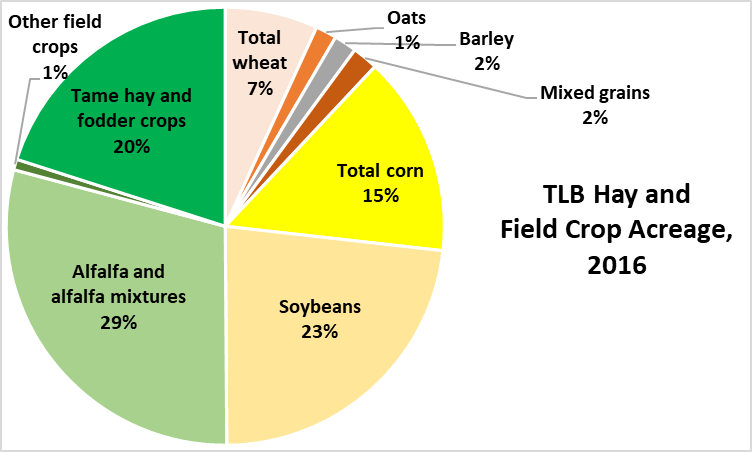 Other field
crops
1%
Total
wheat
7%
Oats
1%
Barley
2%
Mixed grains
2%
Tame hay and
fodder crops
20%
Total corn
15%
TLB Hay and
Field Crop Acreage,
2016
Alfalfa and
alfalfa mixtures
29%
Soybeans
23%